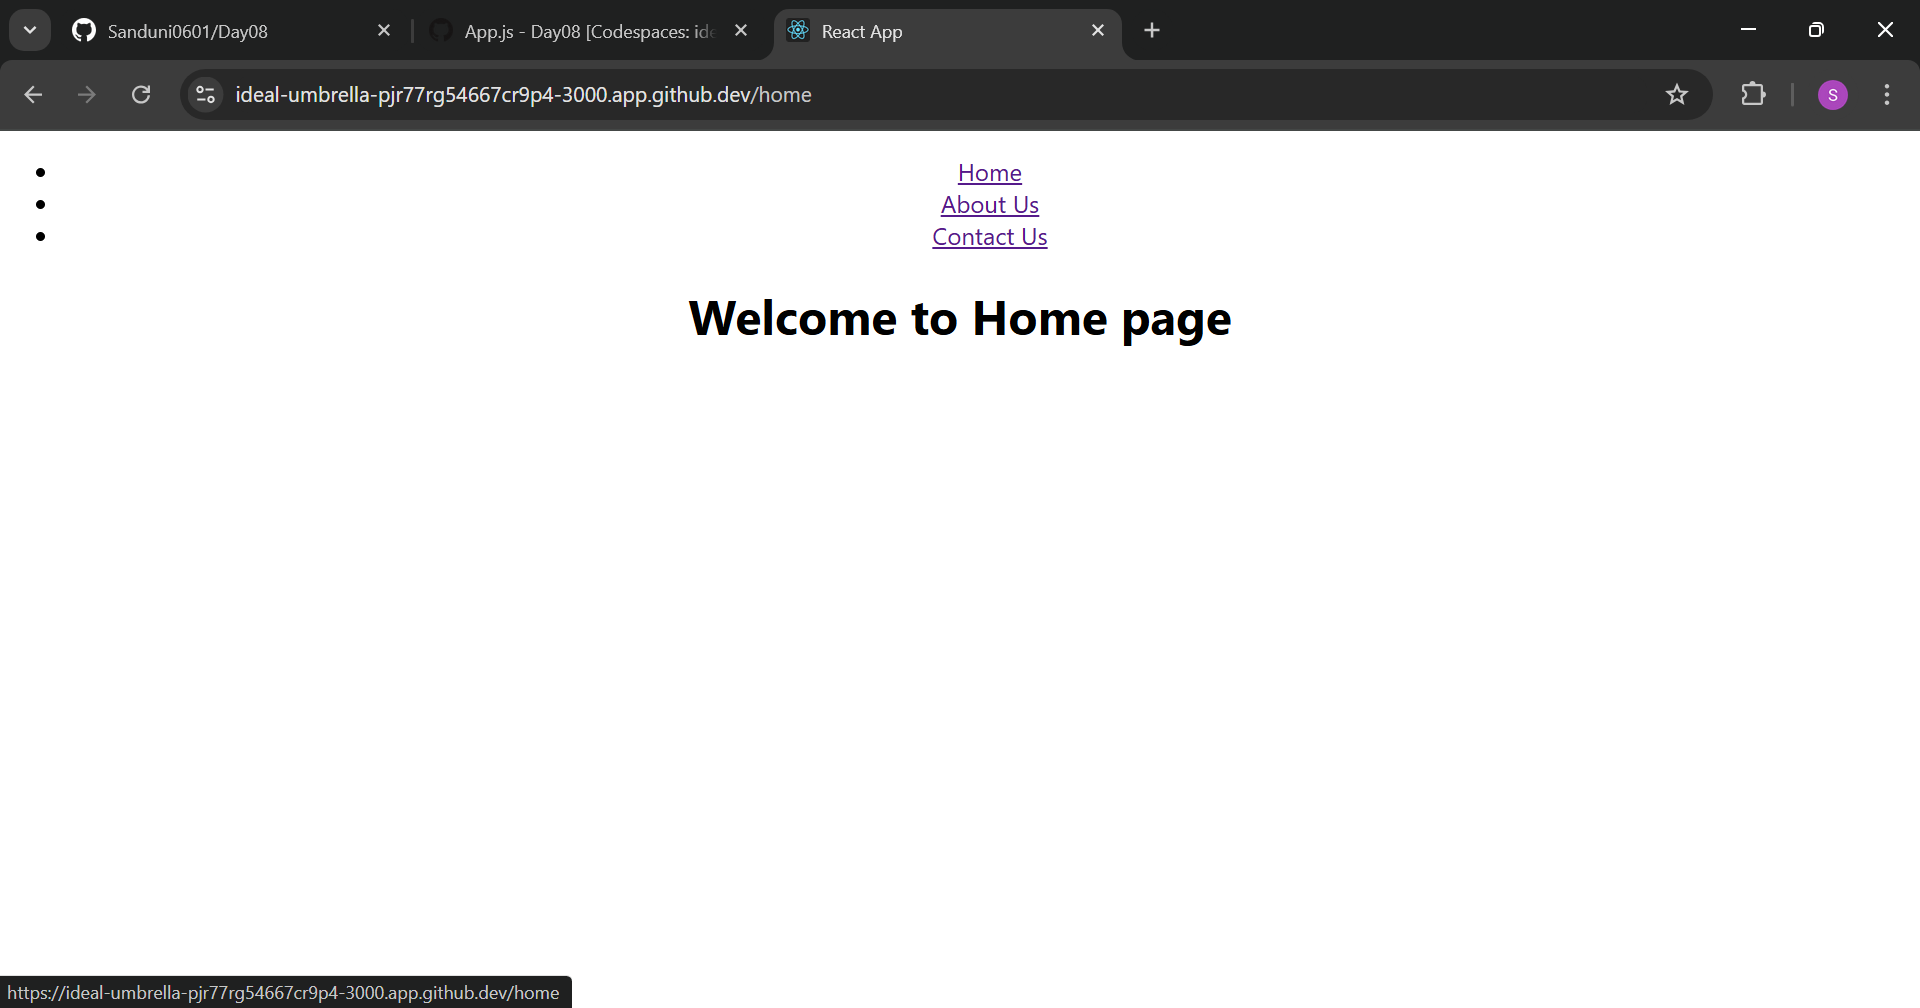 Sanduni0601/Day08
App.js - Day08 [Codespaces: ide
React App
ideal-umbrella-pjr77rg54667cr9p4-3000.app.github.dev/home
S
Home
About Us
Contact Us
Welcome to Home page
https://ideal-umbrella-pjr77rg54667cr9p4-3000.app.github.dev/home